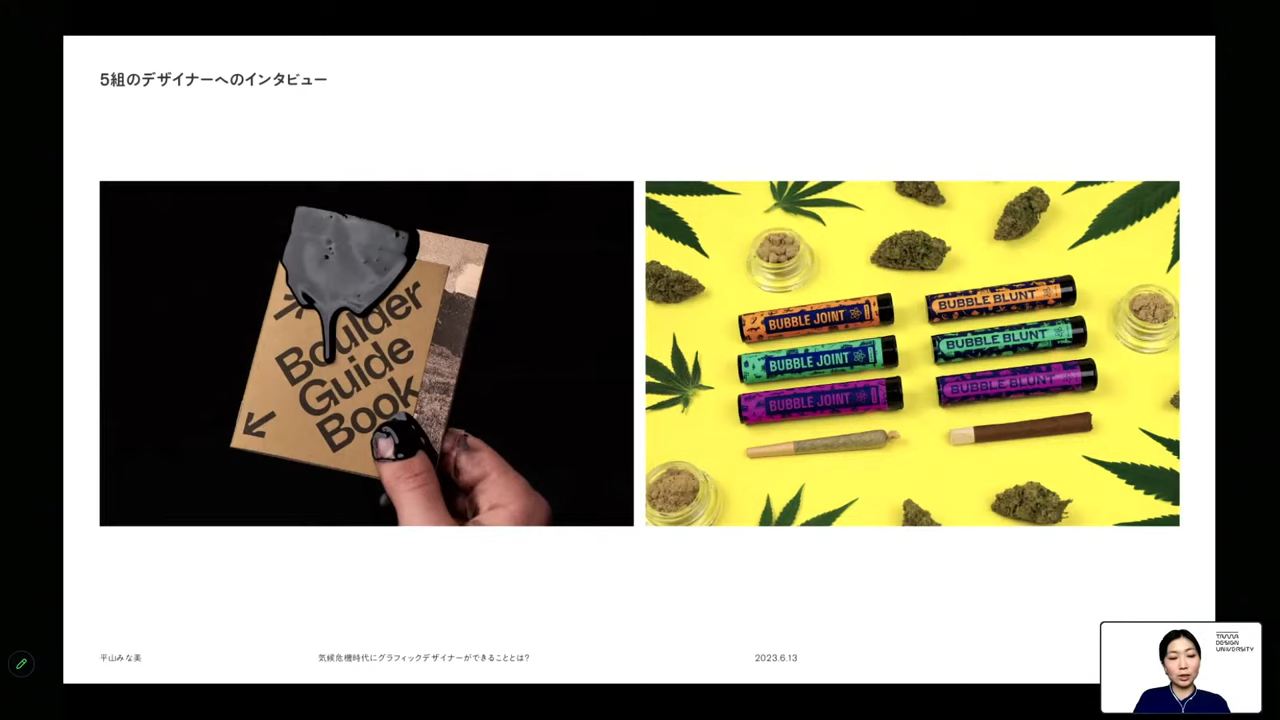 5組のデザイナーへのインタビュー
Boulder
Guide
Book
BUBBLE JOINT
BUBBLE JOINT
BUBBLE JOINT
BUBBLE BLUNT
BUBBLE BLUNT
BUBBLE BLUNT
平山みな美
気候危機時代にグラフィックデザイナーができることとは?
2023.6.13
TAMA
DESIGN
UNIVERSITY